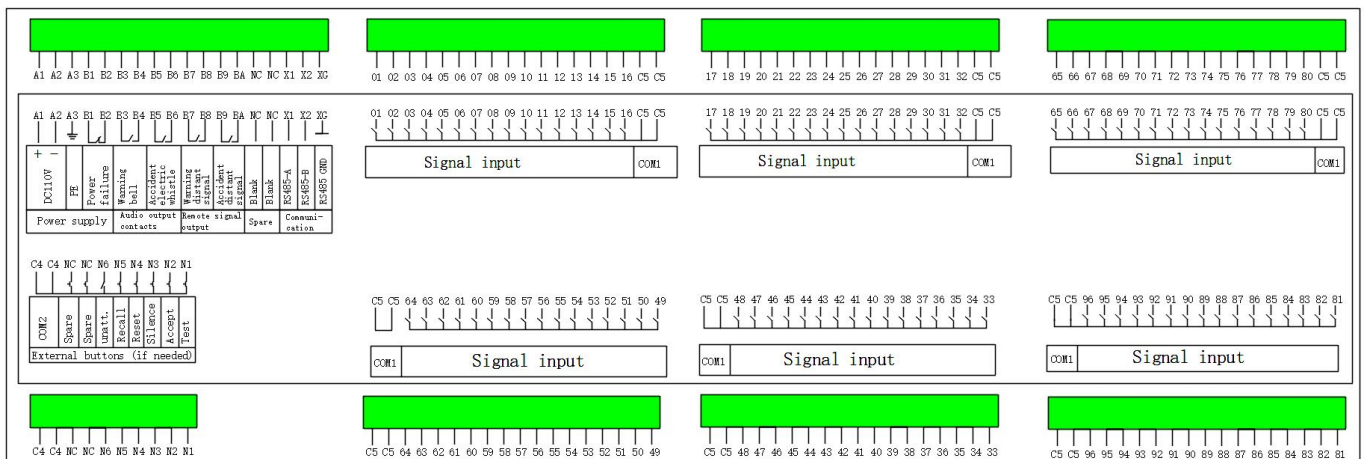 A1 A2 A3 B1 B2 B3 B4 B5 B6 B7 B8 B9 BA NC NC X1 X2 XG
01 02 03 04 05 06 07 08 09 10 11 12 13 14 15 16 C5 C5
17 18 19 20 21 22 23 24 25 26 27 28 29 30 31 32 C5 C5
65 66 67 68 69 70 71 72 73 74 75 76 77 78 79 80 C5 C5
A1 A2 A3 B1 B2 B3 B4 B5 B6 B7 B8 B9 BA NC NC X1 X2 XG
+ −
DC110V
PE
Power
failure
Warning
bell
Accident
electric
whistle
Warning
distant
signal
Accident
distant
signal
Blank
Blank
RS485-A
RS485-B
RS485 GND
Power supply
Audio output
contacts
Remote signal
output
Spare
Communi-
cation
01 02 03 04 05 06 07 08 09 10 11 12 13 14 15 16 C5 C5
Signal input
COM1
17 18 19 20 21 22 23 24 25 26 27 28 29 30 31 32 C5 C5
Signal input
COM1
65 66 67 68 69 70 71 72 73 74 75 76 77 78 79 80 C5 C5
Signal input
COM1
C4 C4 NC NC N6 N5 N4 N3 N2 N1
COM2
Spare
Spare
unatt.
Recall
Reset
Silence
Accept
Test
External buttons (if needed)
C5 C5 64 63 62 61 60 59 58 57 56 55 54 53 52 51 50 49
COM1
Signal input
C5 C5 48 47 46 45 44 43 42 41 40 39 38 37 36 35 34 33
COM1
Signal input
C5 C5 96 95 94 93 92 91 90 89 88 87 86 85 84 83 82 81
COM1
Signal input
C4 C4 NC NC N6 N5 N4 N3 N2 N1
C5 C5 64 63 62 61 60 59 58 57 56 55 54 53 52 51 50 49
C5 C5 48 47 46 45 44 43 42 41 40 39 38 37 36 35 34 33
C5 C5 96 95 94 93 92 91 90 89 88 87 86 85 84 83 82 81